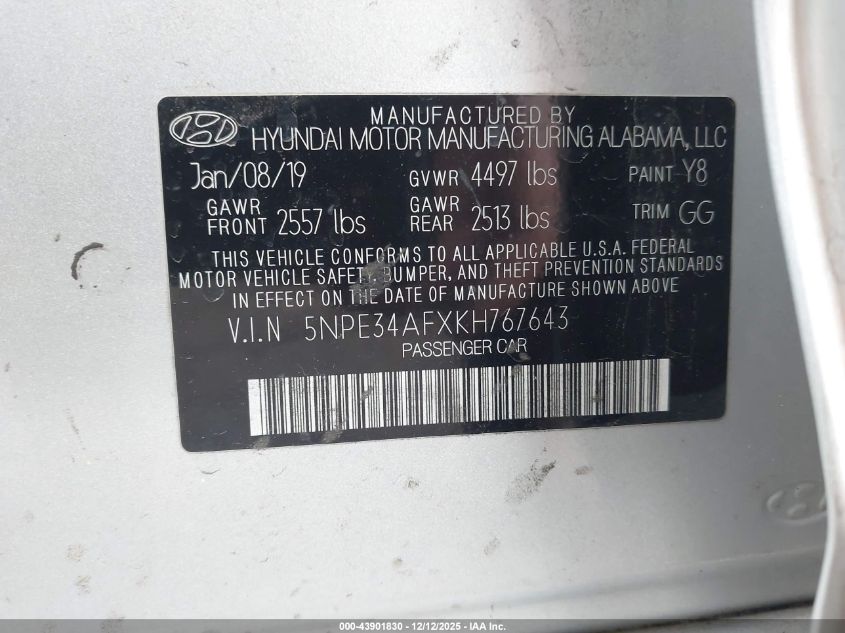 MANUFACTURED BY
HYUNDAI MOTOR MANUFACTURING ALABAMA, LLC
Jan/08/19 GVWR 4497 lbs PAINT Y8
GAWR FRONT 2557 lbs GAWR REAR 2513 lbs TRIM GG
THIS VEHICLE CONFORMS TO ALL APPLICABLE U.S.A. FEDERAL
MOTOR VEHICLE SAFETY, BUMPER, AND THEFT PREVENTION STANDARDS
IN EFFECT ON THE DATE OF MANUFACTURE SHOWN ABOVE
V.I.N 5NPE34AFXKH767643
PASSENGER CAR
000-43901830 - 12/12/2025 - IAA Inc.